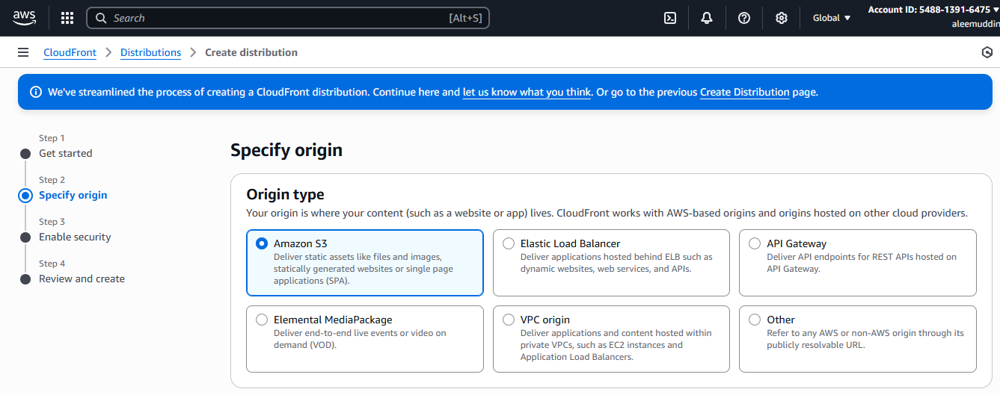 aws
Search [Alt+S]
Global
Account ID: 5488-1391-6475
aleemuddin
CloudFront
Distributions
Create distribution
We've streamlined the process of creating a CloudFront distribution. Continue here and let us know what you think. Or go to the previous Create Distribution page.
Step 1
Get started
Step 2
Specify origin
Step 3
Enable security
Step 4
Review and create
Specify origin
Origin type
Your origin is where your content (such as a website or app) lives. CloudFront works with AWS-based origins and origins hosted on other cloud providers.
Amazon S3
Deliver static assets like files and images,
statically generated websites or single page
applications (SPA).
Elastic Load Balancer
Deliver applications hosted behind ELB such as
dynamic websites, web services, and APIs.
API Gateway
Deliver API endpoints for REST APIs hosted on
API Gateway.
Elemental MediaPackage
Deliver end-to-end live events or video on
demand (VOD).
VPC origin
Deliver applications and content hosted within
private VPCs, such as EC2 instances and
Application Load Balancers.
Other
Refer to any AWS or non-AWS origin through its
publicly resolvable URL.